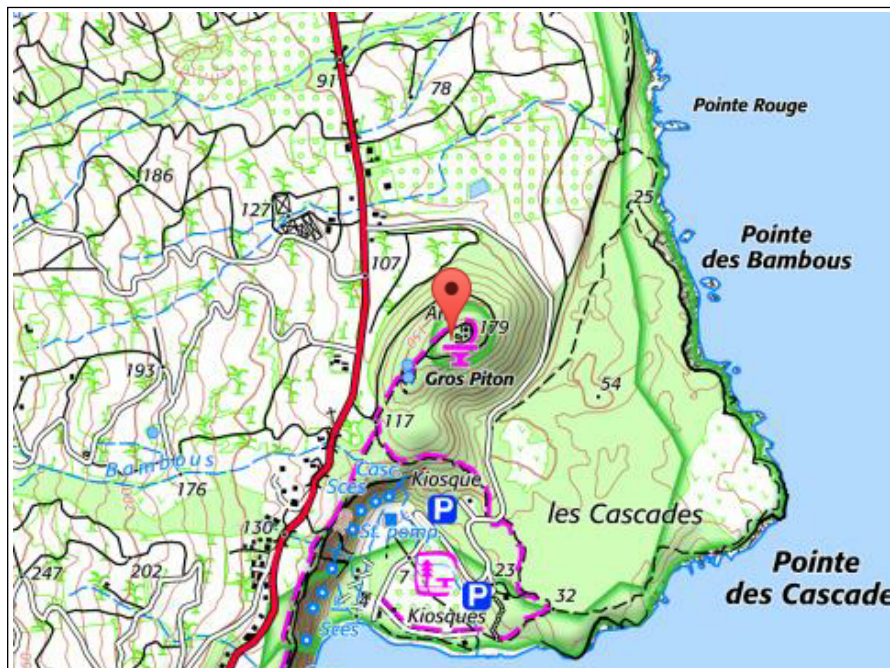 91
78
Pointe Rouge
186
25
127
Pointe
des Bambous
107
179
Gros Piton
193
54
117
Bambous
Casc
Kiosque
Sces
176
P
les Cascades
130
St. pomp.
Pointe
des Cascade
7
23
247
202
P
32
4
Kiosques
Sces